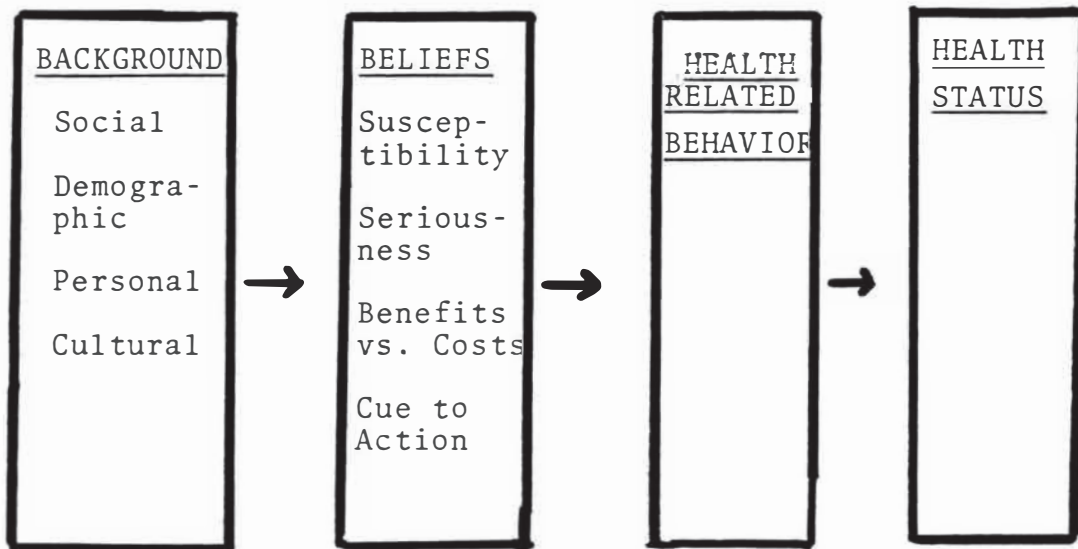 BACKGROUND
Social
Demogra-
phic
Personal
Cultural
BELIEFS
Suscep-
tibility
Serious-
ness
Benefits
vs. Costs
Cue to
Action
HEALTH
RELATED
BEHAVIOR
HEALTH
STATUS